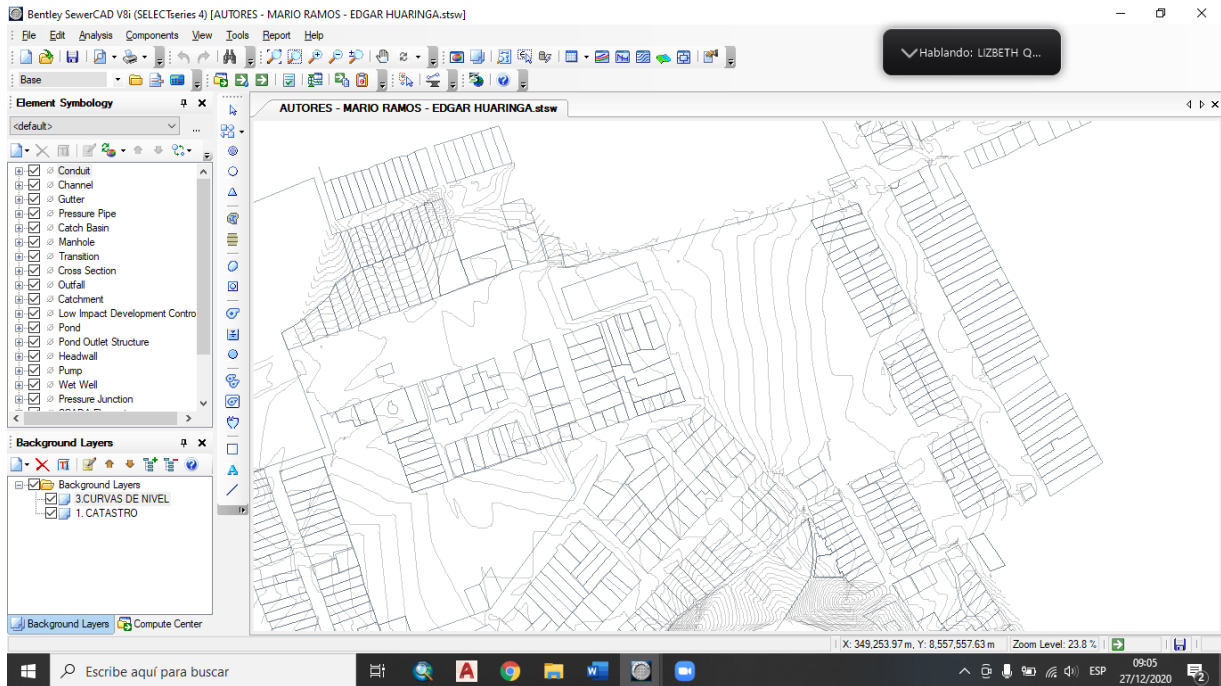 Bentley SewerCAD V8i (SELECTseries 4) [AUTORES - MARIO RAMOS - EDGAR HUARINGA.stsw]
File Edit Analysis Components View Tools Report Help
Hablando: LIZBETH Q...
Base
Element Symbology
AUTORES - MARIO RAMOS - EDGAR HUARINGA.stsw
<default>
...
Conduit
Channel
Gutter
Pressure Pipe
Catch Basin
Manhole
Transition
Cross Section
Outfall
Catchment
Low Impact Development Contro
Pond
Pond Outlet Structure
Headwall
Pump
Wet Well
Pressure Junction
Background Layers
Background Layers
3.CURVAS DE NIVEL
1. CATASTRO
Background Layers Compute Center
X: 349,253.97 m, Y: 8,557,557.63 m Zoom Level: 23.8 %
Escribe aquí para buscar
ESP
09:05
27/12/2020
2